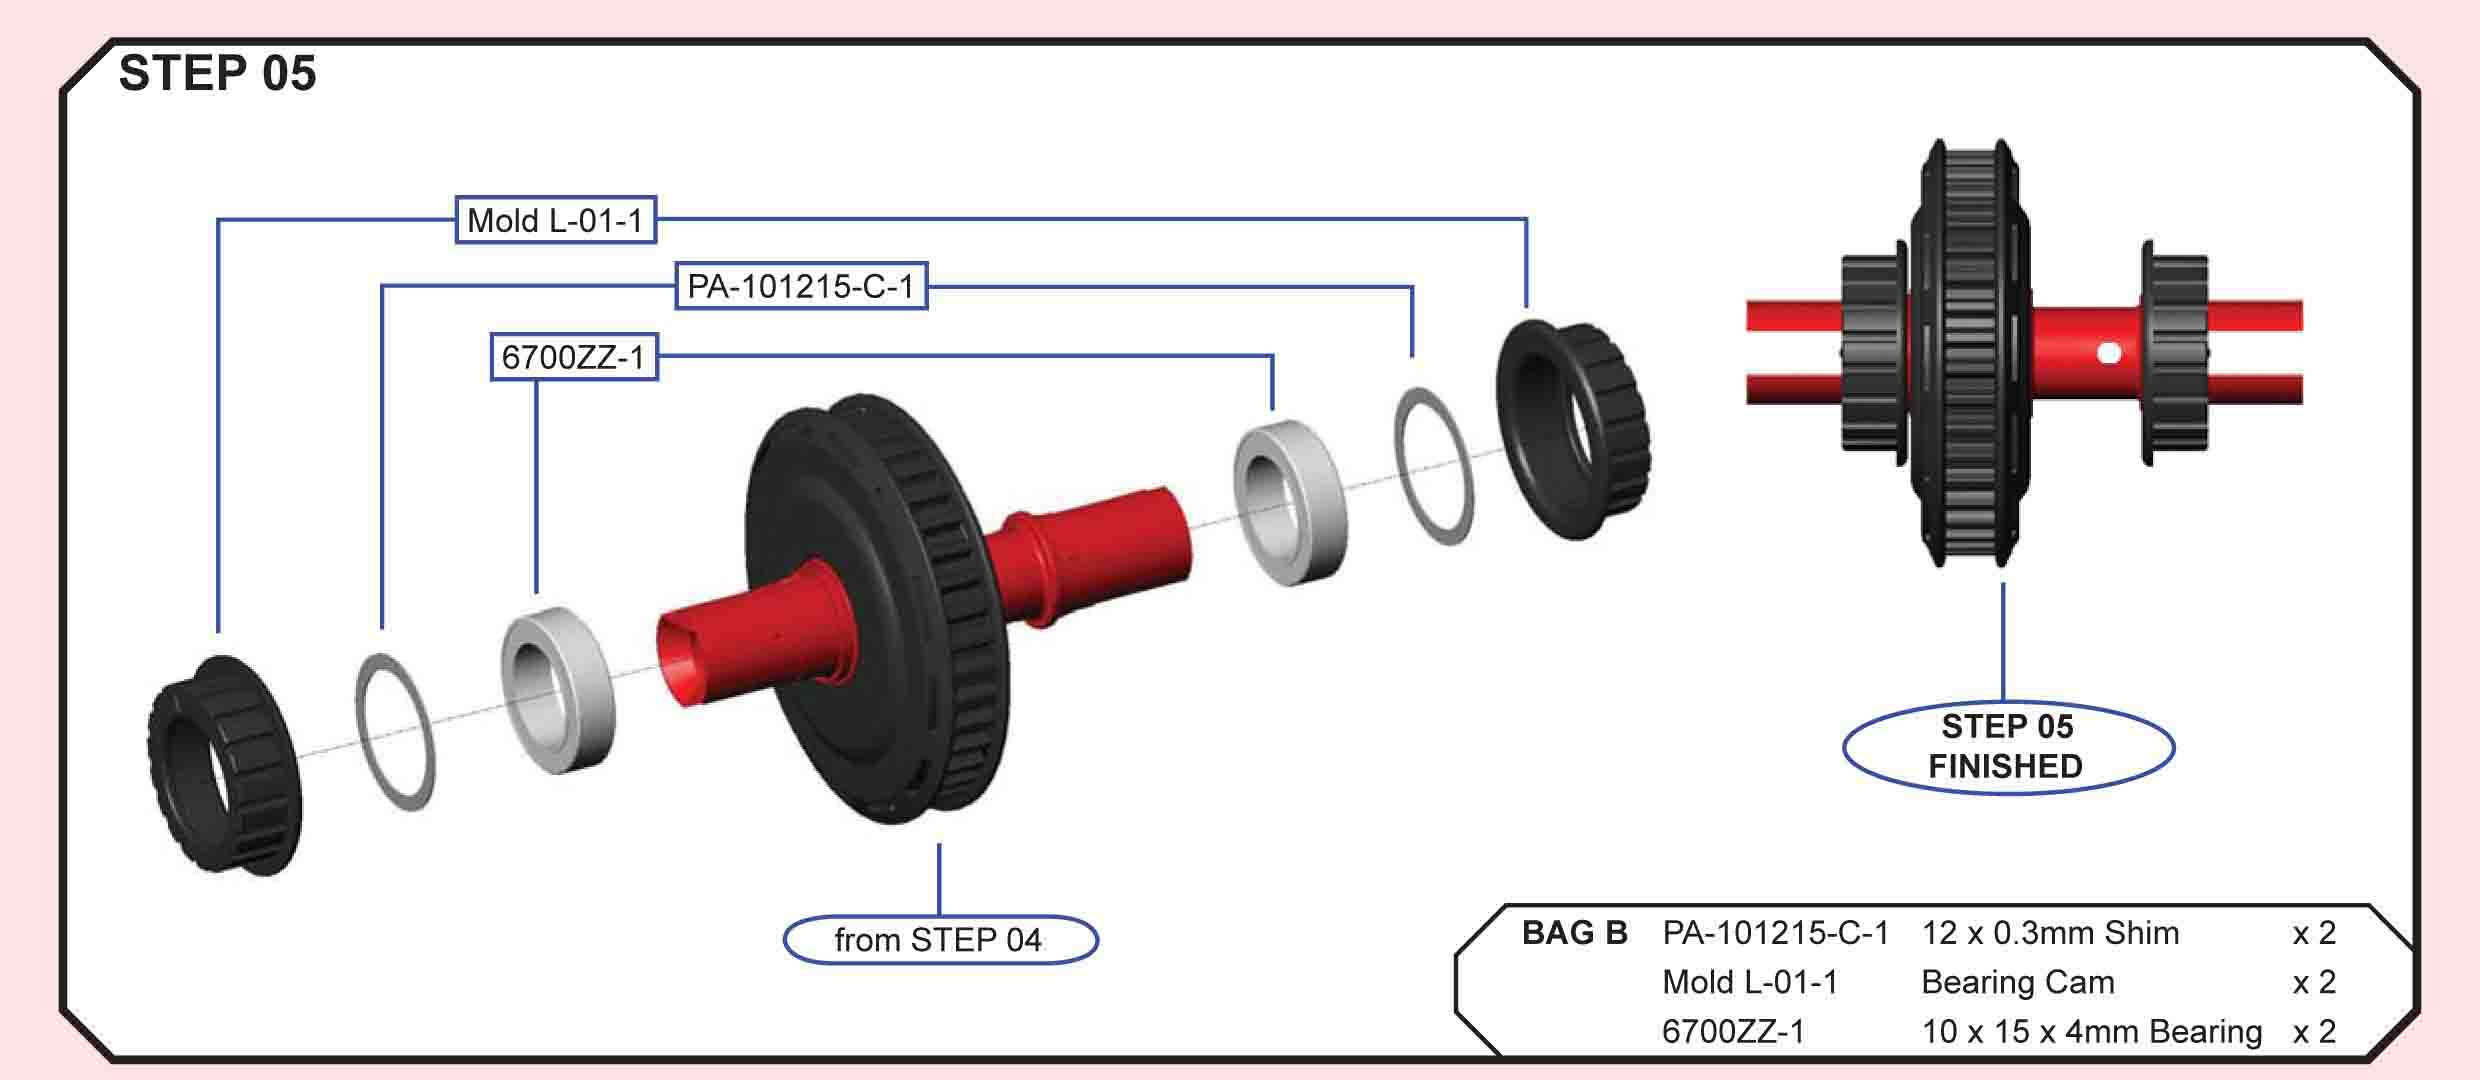 STEP 05
Mold L-01-1
PA-101215-C-1
6700ZZ-1
from STEP 04
STEP 05
FINISHED
BAG B PA-101215-C-1 12 x 0.3mm Shim x 2
Mold L-01-1 Bearing Cam x 2
6700ZZ-1 10 x 15 x 4mm Bearing x 2